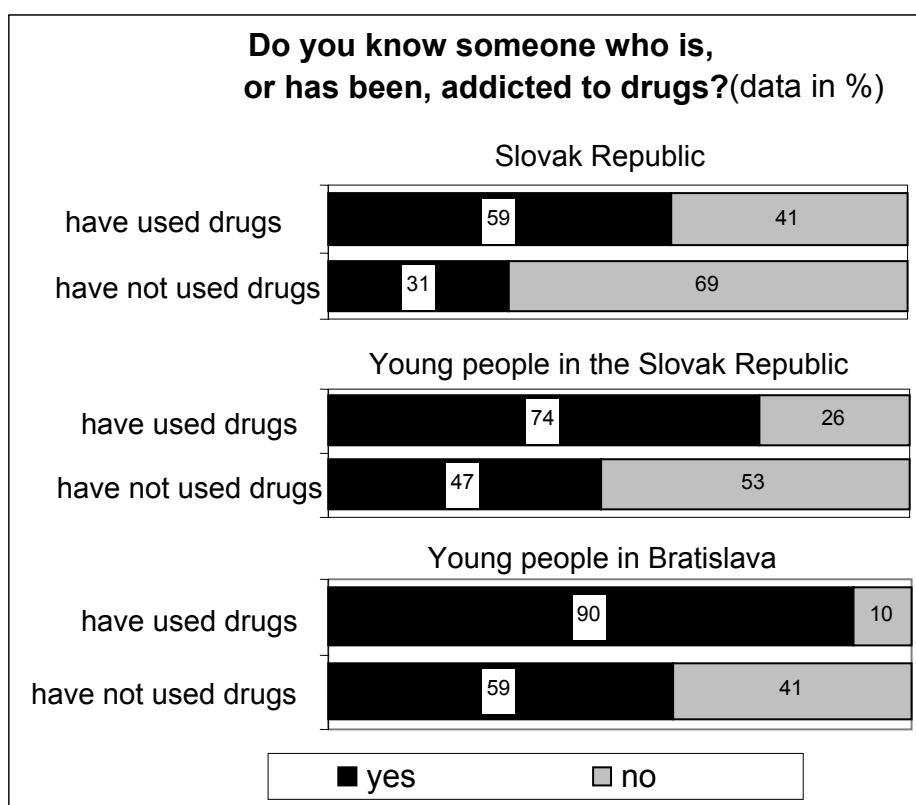 Do you know someone who is,
or has been, addicted to drugs?(data in %)
Slovak Republic
have used drugs 59 41
have not used drugs 31 69
Young people in the Slovak Republic
have used drugs 74 26
have not used drugs 47 53
Young people in Bratislava
have used drugs 90 10
have not used drugs 59 41
yes no